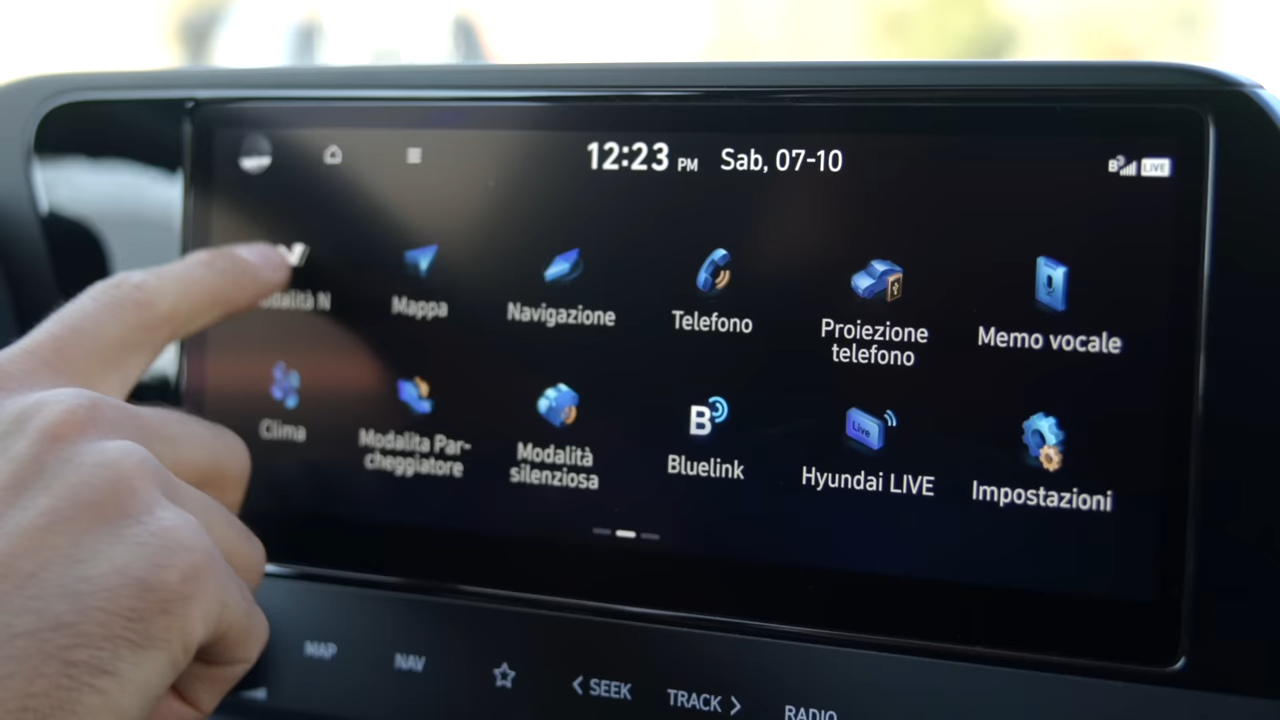 12:23 PM Sab, 07-10
B LIVE
N
Mappa
Navigazione
Telefono
Proiezione
telefono
Memo vocale
Clima
Modalita Par-
cheggiatore
Modalità
silenziosa
B
Bluelink
Live
Hyundai LIVE
Impostazioni
MAP
NAV
< SEEK
TRACK >
RADIO